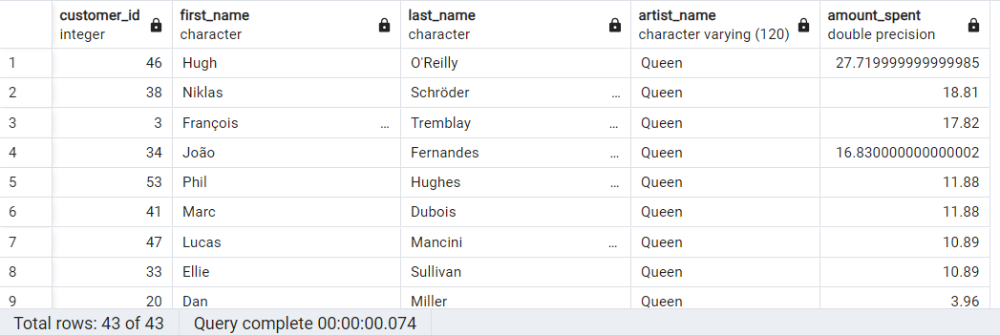 customer_id first_name last_name artist_name amount_spent
integer character character character varying (120) double precision
1 46 Hugh O'Reilly Queen 27.719999999999985
2 38 Niklas Schröder ... Queen 18.81
3 3 François ... Tremblay ... Queen 17.82
4 34 João Fernandes ... Queen 16.830000000000002
5 53 Phil Hughes ... Queen 11.88
6 41 Marc Dubois Queen 11.88
7 47 Lucas Mancini ... Queen 10.89
8 33 Ellie Sullivan Queen 10.89
9 20 Dan Miller Queen 3.96
Total rows: 43 of 43 Query complete 00:00:00.074